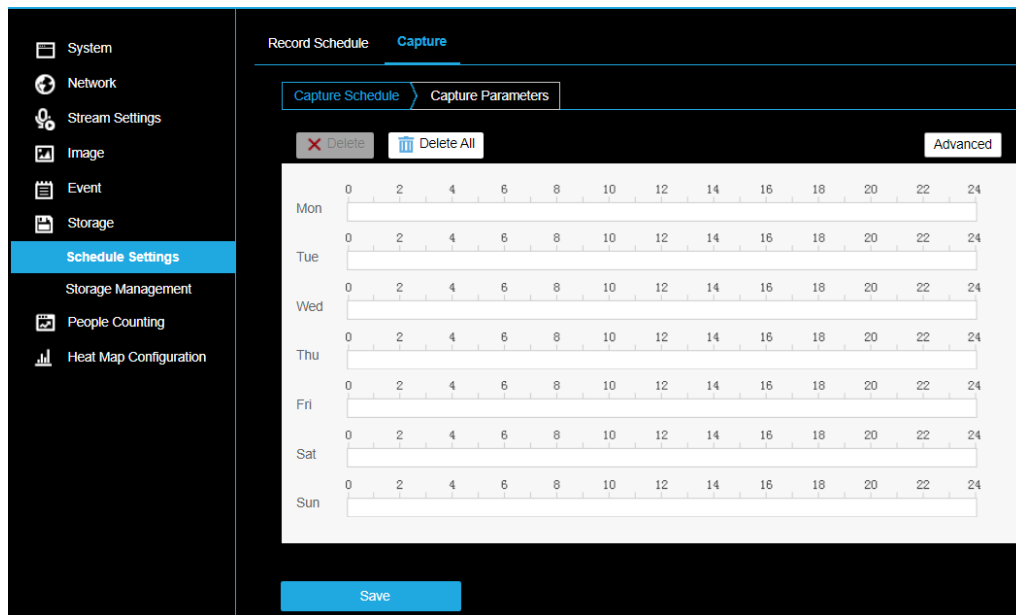 System
Network
Stream Settings
Image
Event
Storage
Schedule Settings
Storage Management
People Counting
Heat Map Configuration
Record Schedule Capture
Capture Schedule Capture Parameters
Delete Delete All Advanced
0 2 4 6 8 10 12 14 16 18 20 22 24
Mon
0 2 4 6 8 10 12 14 16 18 20 22 24
Tue
0 2 4 6 8 10 12 14 16 18 20 22 24
Wed
0 2 4 6 8 10 12 14 16 18 20 22 24
Thu
0 2 4 6 8 10 12 14 16 18 20 22 24
Fri
0 2 4 6 8 10 12 14 16 18 20 22 24
Sat
0 2 4 6 8 10 12 14 16 18 20 22 24
Sun
Save